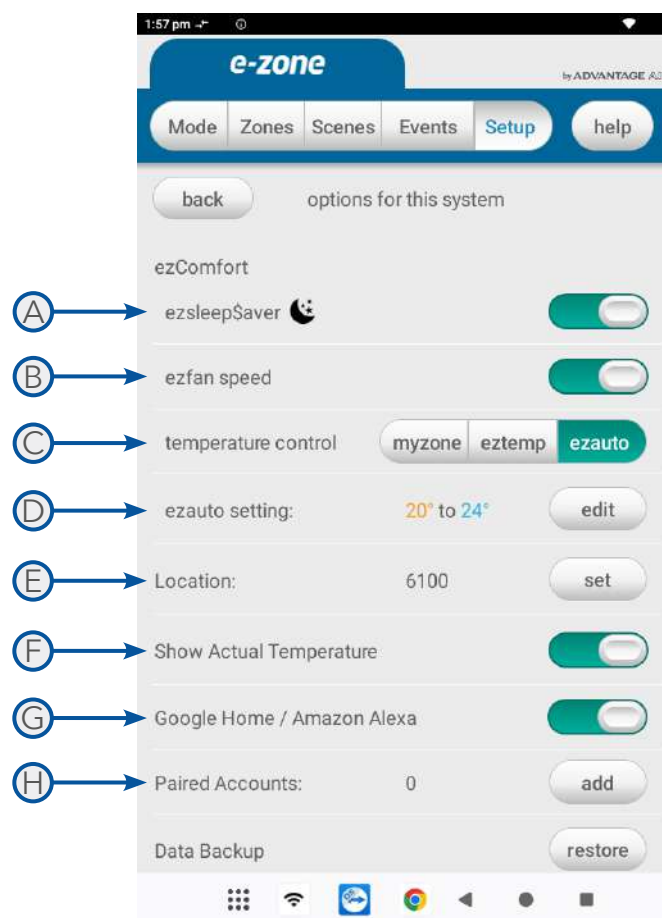 1:57 pm
e-zone
by ADVANTAGE
Mode Zones Scenes Events Setup help
back options for this system
ezComfort
A ezsleep$aver
B ezfan speed
C temperature control myzone eztemp ezauto
D ezauto setting: 20° to 24° edit
E Location: 6100 set
F Show Actual Temperature
G Google Home / Amazon Alexa
H Paired Accounts: 0 add
Data Backup restore